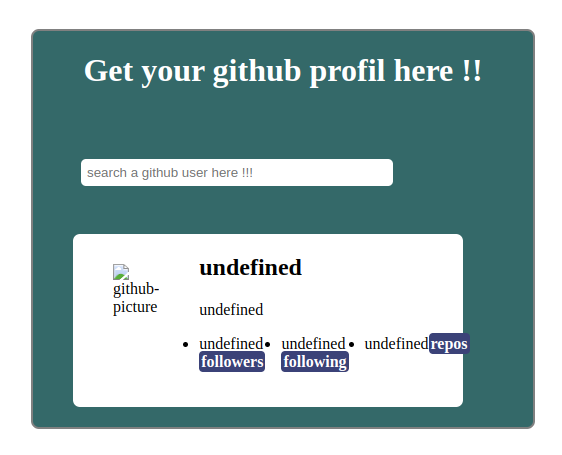 Get your github profil here !!
search a github user here !!!
github-
picture
undefined
undefined
undefined undefined undefined repos
followers following